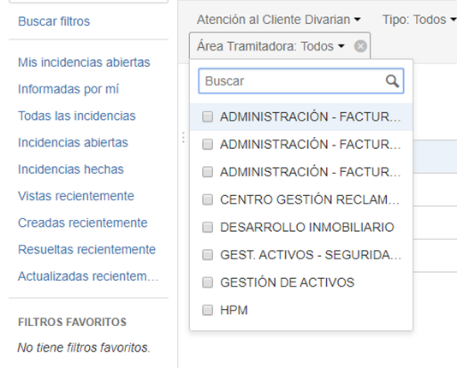 Buscar filtros
Mis incidencias abiertas
Informadas por mí
Todas las incidencias
Incidencias abiertas
Incidencias hechas
Vistas recientemente
Creadas recientemente
Resueltas recientemente
Actualizadas recientem...
FILTROS FAVORITOS
No tiene filtros favoritos.
Atención al Cliente Divarian
Tipo: Todos
Área Tramitadora: Todos
Buscar
ADMINISTRACIÓN - FACTUR...
ADMINISTRACIÓN - FACTUR...
ADMINISTRACIÓN - FACTUR...
CENTRO GESTIÓN RECLAM...
DESARROLLO INMOBILIARIO
GEST. ACTIVOS - SEGURIDA...
GESTIÓN DE ACTIVOS
HPM